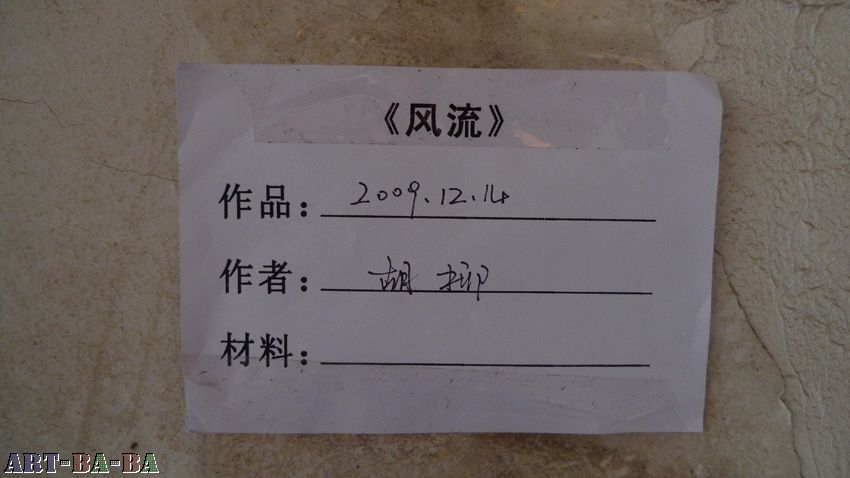 《风流》
作品：2009.12.14
作者：胡柳
材料：
ART-BA-BA